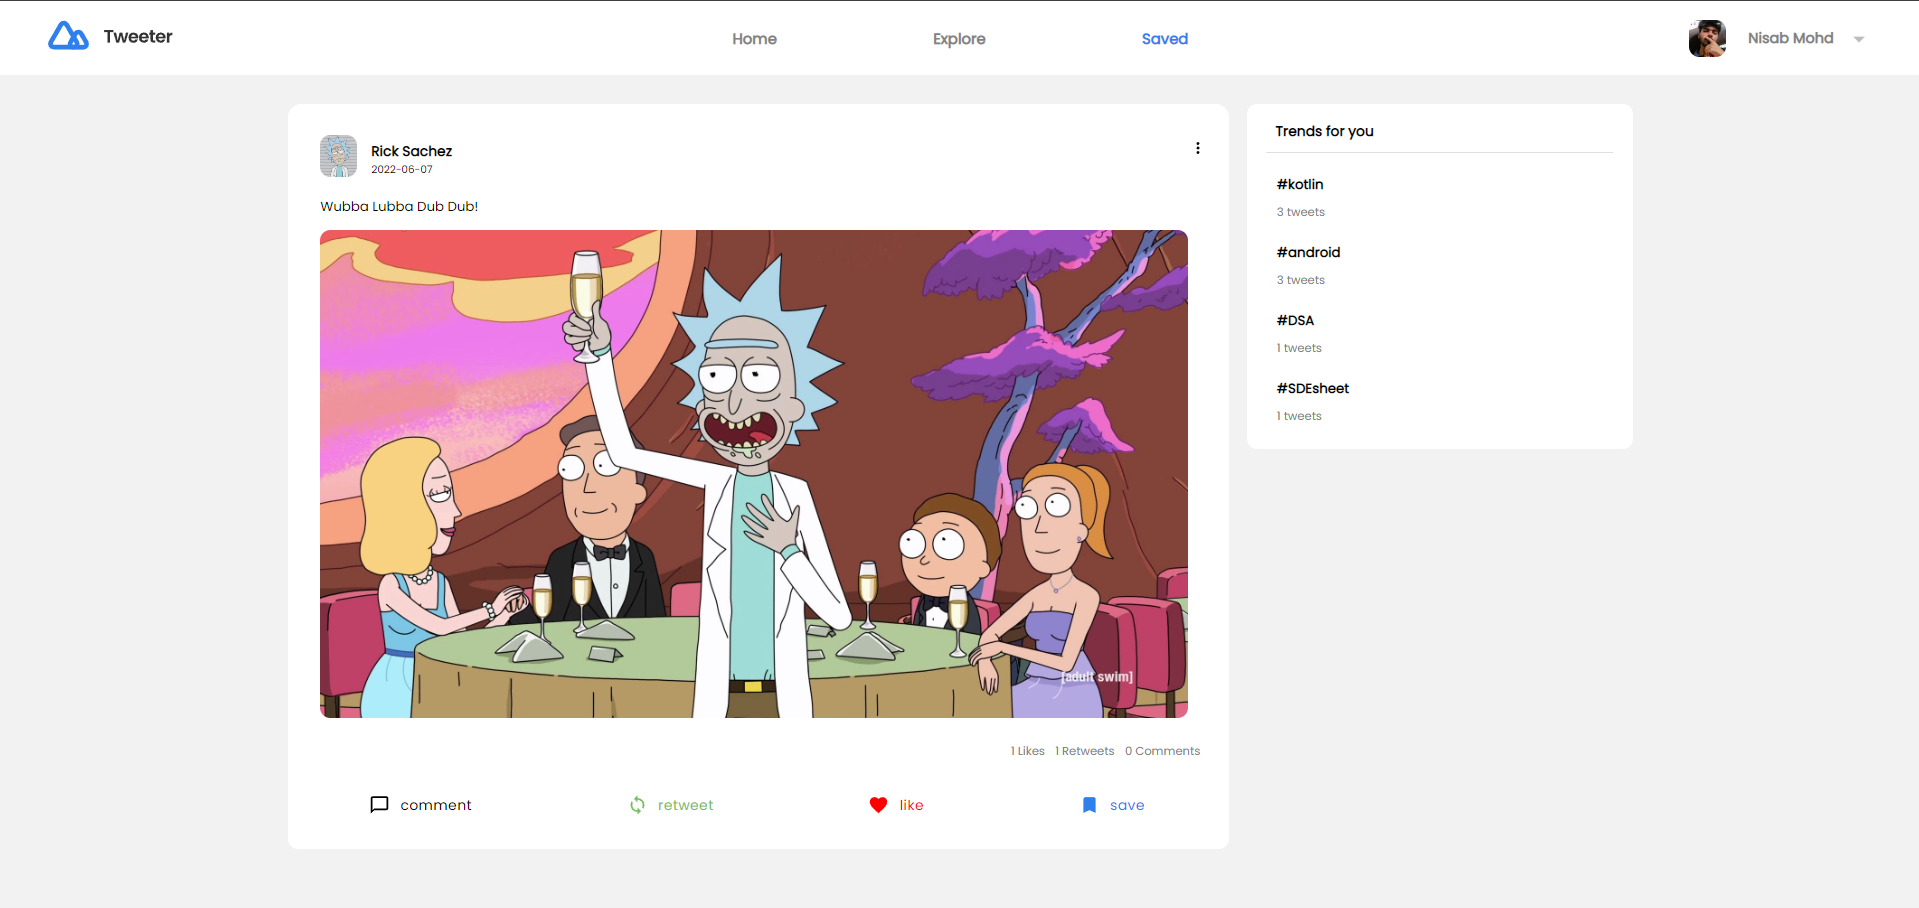 Tweeter
Home
Explore
Saved
Nisab Mohd
Rick Sachez
2022-06-07
Wubba Lubba Dub Dub!
[adult swim]
1 Likes 1 Retweets 0 Comments
comment
retweet
like
save
Trends for you
#kotlin
3 tweets
#android
3 tweets
#DSA
1 tweets
#SDEsheet
1 tweets